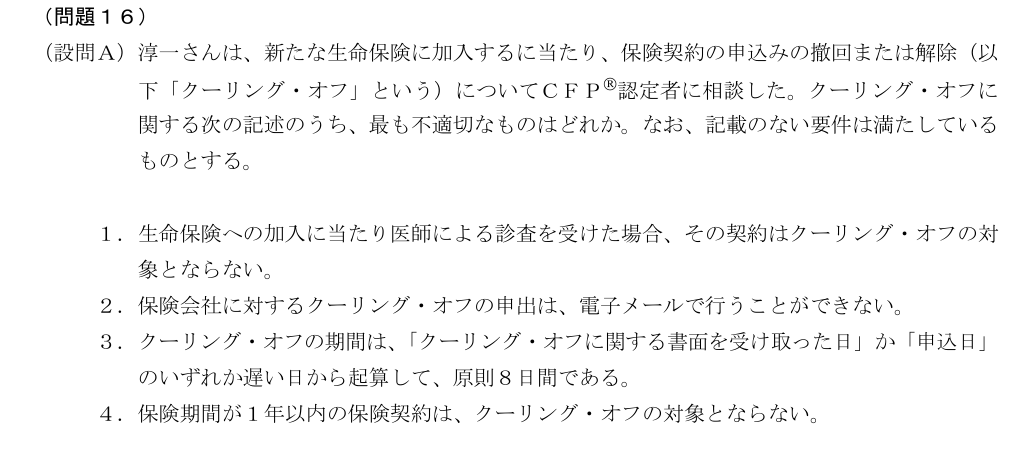 （問題１６）
（設問Ａ）淳一さんは、新たな生命保険に加入するに当たり、保険契約の申込みの撤回または解除（以
下「クーリング・オフ」という）についてＣＦＰ®認定者に相談した。クーリング・オフに
関する次の記述のうち、最も不適切なものはどれか。なお、記載のない要件は満たしている
ものとする。
１．生命保険への加入に当たり医師による診査を受けた場合、その契約はクーリング・オフの対
象とならない。
２．保険会社に対するクーリング・オフの申出は、電子メールで行うことができない。
３．クーリング・オフの期間は、「クーリング・オフに関する書面を受け取った日」か「申込日」
のいずれか遅い日から起算して、原則８日間である。
４．保険期間が１年以内の保険契約は、クーリング・オフの対象とならない。